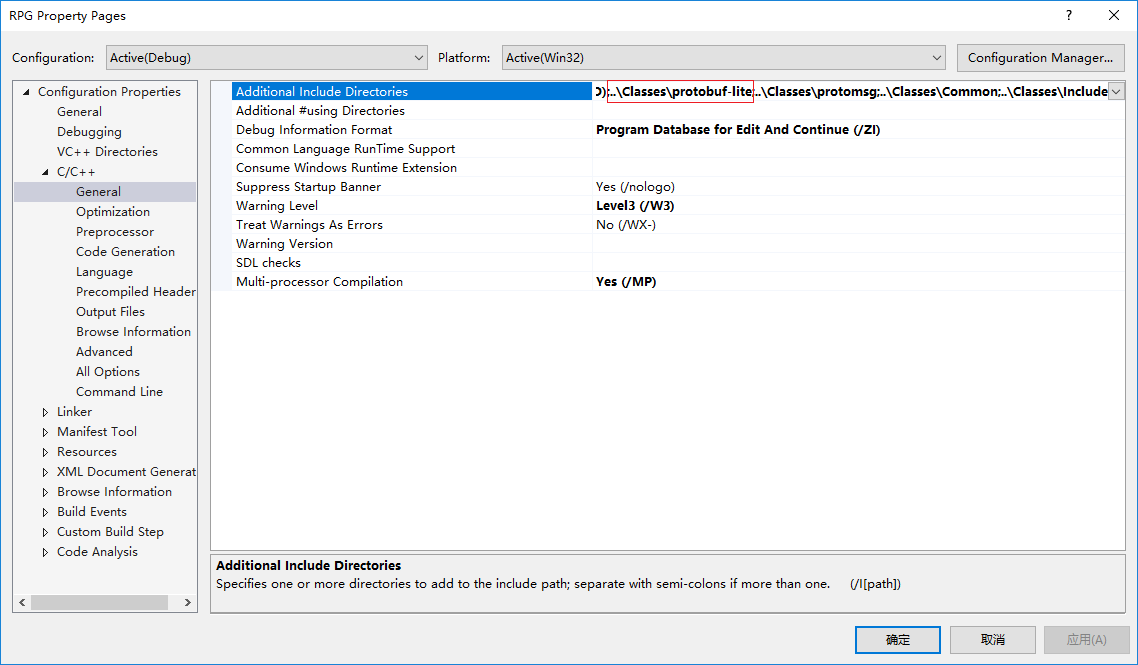 RPG Property Pages
?
Configuration: Active(Debug) Platform: Active(Win32) Configuration Manager...
Configuration Properties
General
Debugging
VC++ Directories
C/C++
General
Optimization
Preprocessor
Code Generation
Language
Precompiled Header
Output Files
Browse Information
Advanced
All Options
Command Line
Linker
Manifest Tool
Resources
XML Document Generat
Browse Information
Build Events
Custom Build Step
Code Analysis
Additional Include Directories D);..\Classes\protobuf-lite;..\Classes\protomsg;..\Classes\Common;..\Classes\Include
Additional #using Directories
Debug Information Format Program Database for Edit And Continue (/ZI)
Common Language RunTime Support
Consume Windows Runtime Extension
Suppress Startup Banner Yes (/nologo)
Warning Level Level3 (/W3)
Treat Warnings As Errors No (/WX-)
Warning Version
SDL checks
Multi-processor Compilation Yes (/MP)
Additional Include Directories
Specifies one or more directories to add to the include path; separate with semi-colons if more than one. (/I[path])
确定 取消 应用(A)